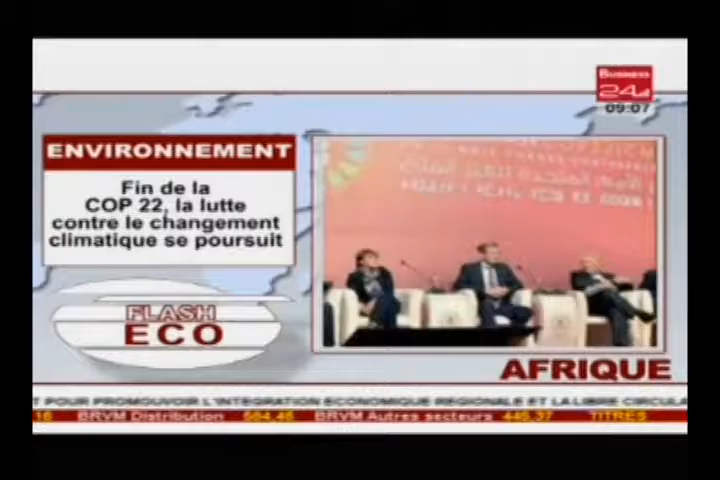 BUSINESS
24
09:07
ENVIRONNEMENT
Fin de la
COP 22, la lutte
contre le changement
climatique se poursuit
FLASH
ECO
AFRIQUE
T POUR PROMOUVOIR L'INTEGRATION ECONOMIQUE REGIONALE ET LA LIBRE CIRCULA
16 BRVM Distribution 584,46 BRVM Autres secteurs 445,37 TITRES